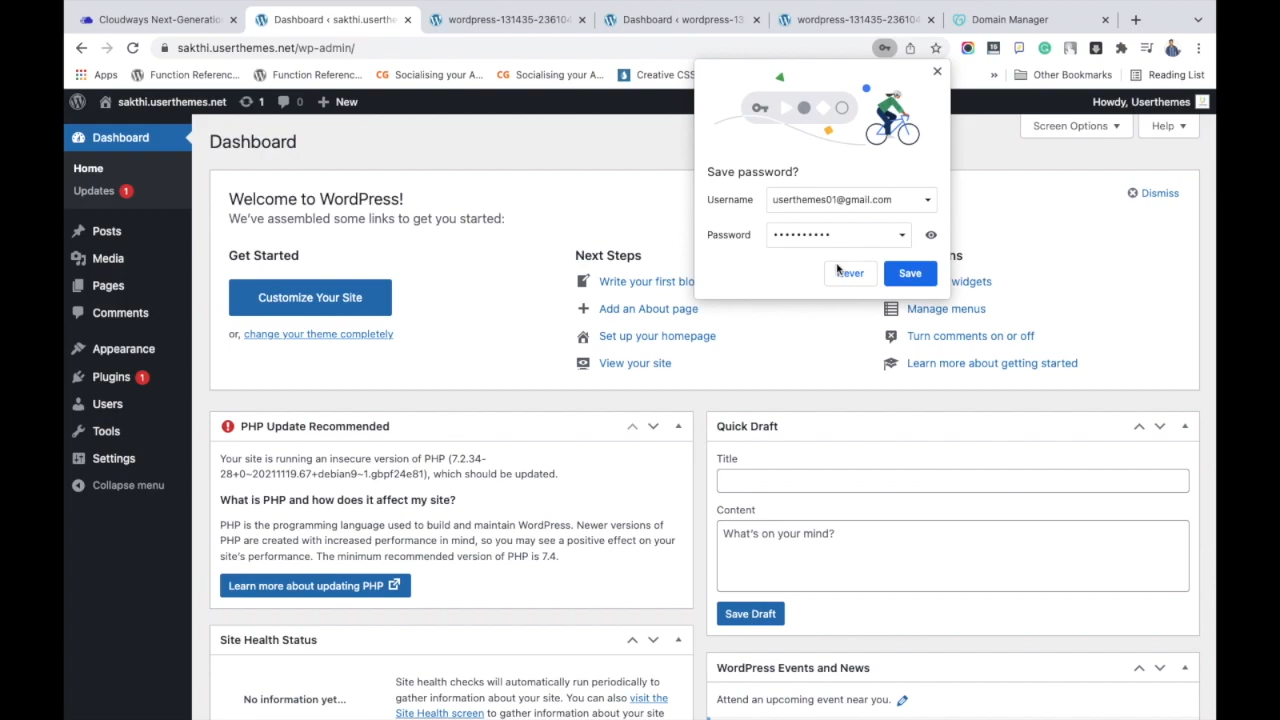 Cloudways Next-Generatio
Dashboard ‹ sakthi.userthe
wordpress-131435-236104
Dashboard ‹ wordpress-13
wordpress-131435-236104
Domain Manager
sakthi.userthemes.net/wp-admin/
Apps
Function Referenc...
Function Referenc...
CG Socialising your A...
CG Socialising your A...
Creative CSS
»
Other Bookmarks
Reading List
sakthi.userthemes.net
1
0
New
Howdy, Userthemes
Dashboard
Home
Updates 1
Posts
Media
Pages
Comments
Appearance
Plugins 1
Users
Tools
Settings
Collapse menu
Dashboard
Screen Options
Help
Save password?
Username
userthemes01@gmail.com
Password
••••••••••
Save
Welcome to WordPress!
We've assembled some links to get you started:
Dismiss
Get Started
Customize Your Site
or, change your theme completely
Next Steps
Write your first blo
Add an About page
Set up your homepage
View your site
widgets
Manage menus
Turn comments on or off
Learn more about getting started
PHP Update Recommended
Your site is running an insecure version of PHP (7.2.34-
28+0~20211119.67+debian9~1.gbpf24e81), which should be updated.
What is PHP and how does it affect my site?
PHP is the programming language used to build and maintain WordPress. Newer versions of
PHP are created with increased performance in mind, so you may see a positive effect on your
site's performance. The minimum recommended version of PHP is 7.4.
Learn more about updating PHP
Site Health Status
No information yet...
Site health checks will automatically run periodically to
gather information about your site. You can also visit the
Site Health screen to gather information about your site
Quick Draft
Title
Content
What's on your mind?
Save Draft
WordPress Events and News
Attend an upcoming event near you.